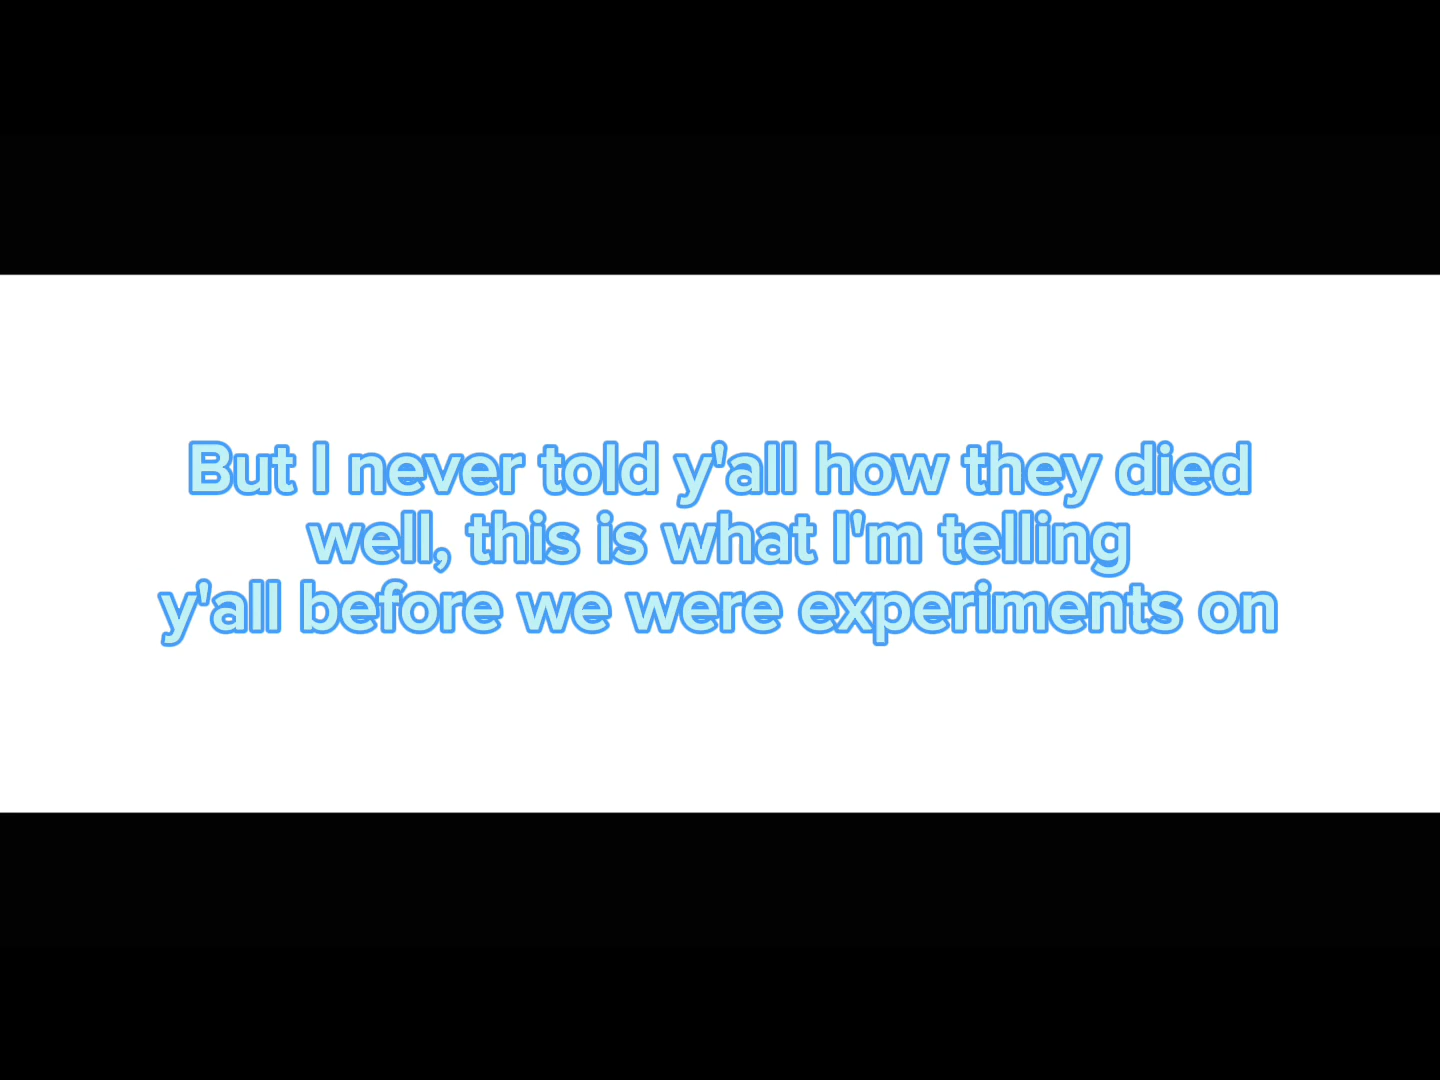 But I never told y'all how they died
well, this is what I'm telling
y'all before we were experiments on